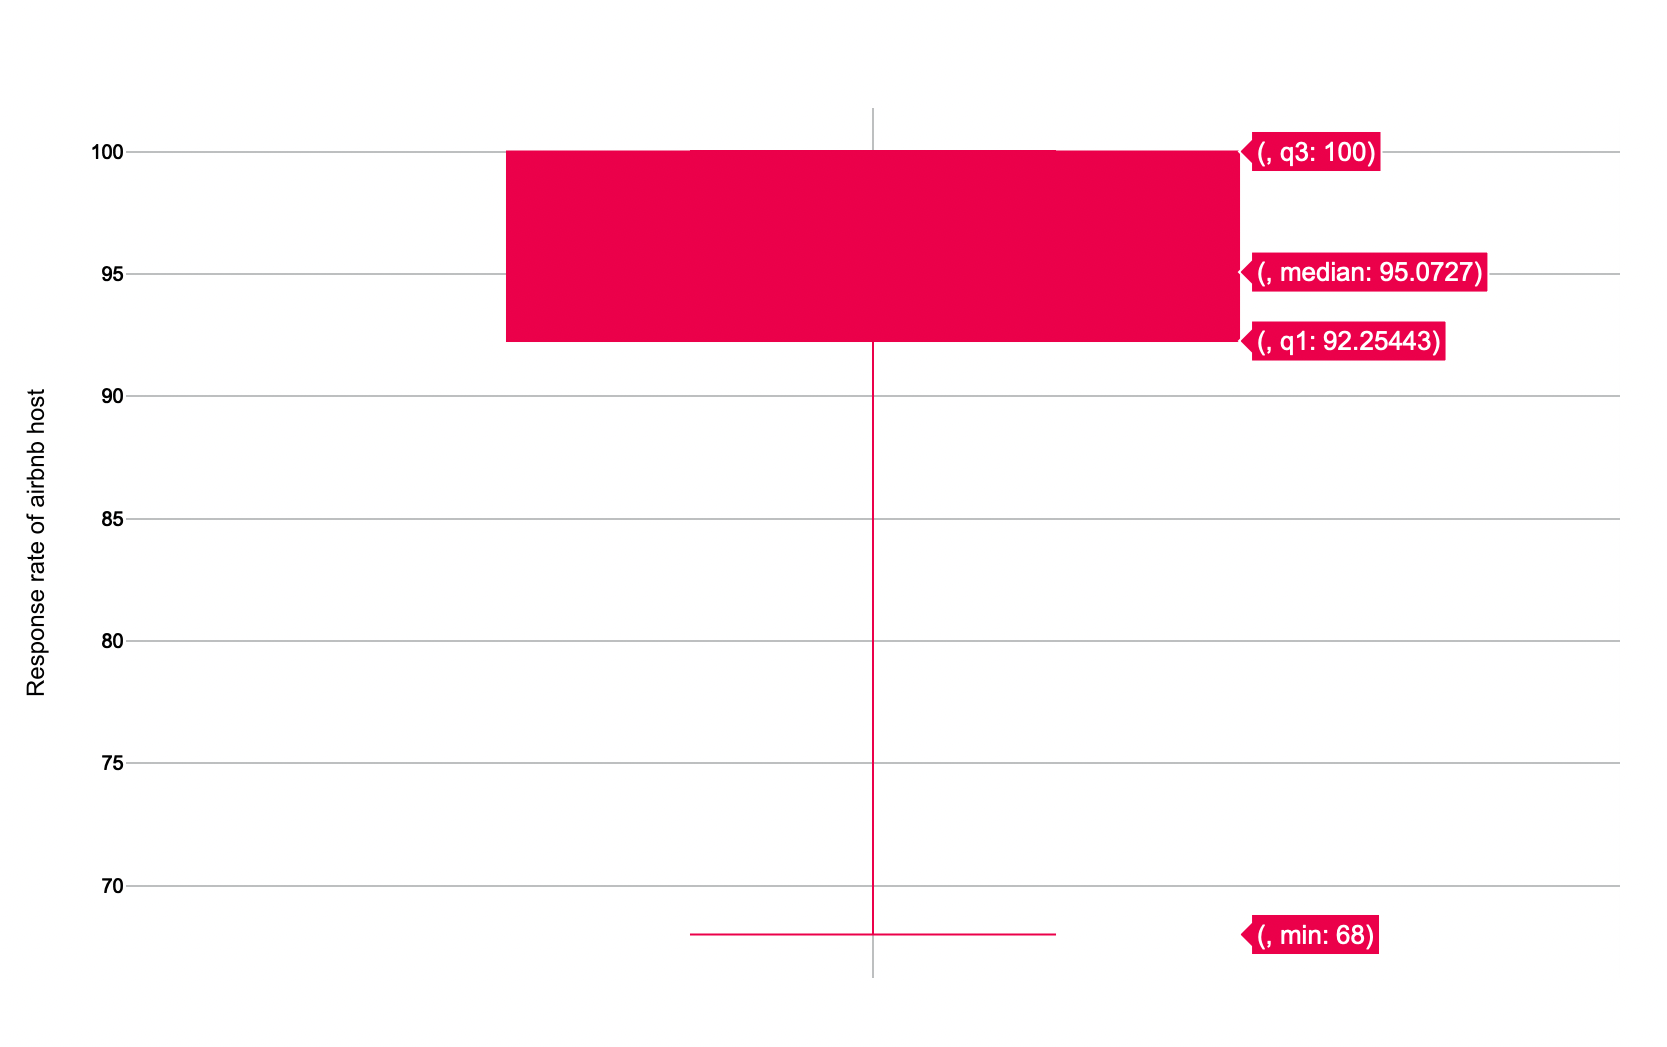 Response rate of airbnb host
100
95
90
85
80
75
70
(, q3: 100)
(, median: 95.0727)
(, q1: 92.25443)
(, min: 68)